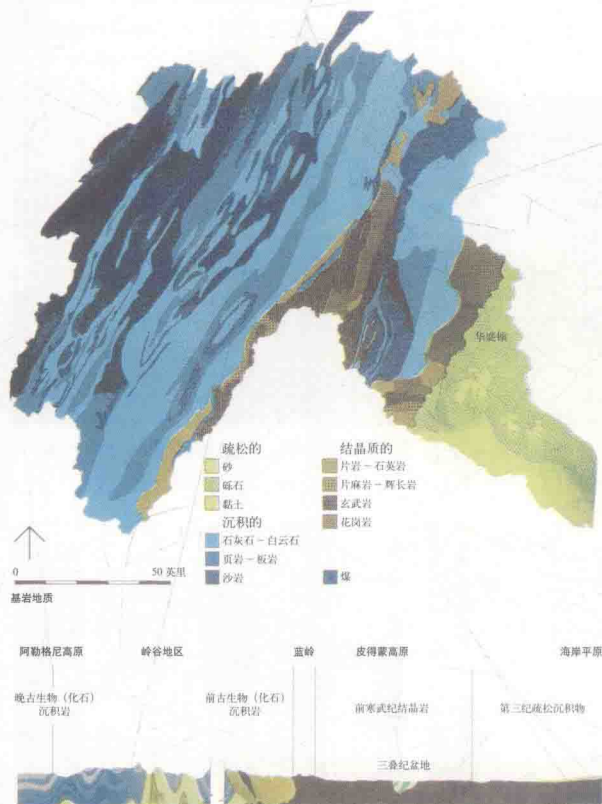 华盛顿
疏松的
砂
砾石
黏土
沉积的
石灰石－白云石
页岩－板岩
沙岩
结晶质的
片岩－石英岩
片麻岩－辉长岩
玄武岩
花岗岩
煤
0 50 英里
基岩地质
阿勒格尼高原 岭谷地区 蓝岭 皮得蒙高原 海岸平原
晚古生物（化石） 前古生物（化石） 前寒武纪结晶岩 第三纪疏松沉积物
沉积岩 沉积岩
三叠纪盆地